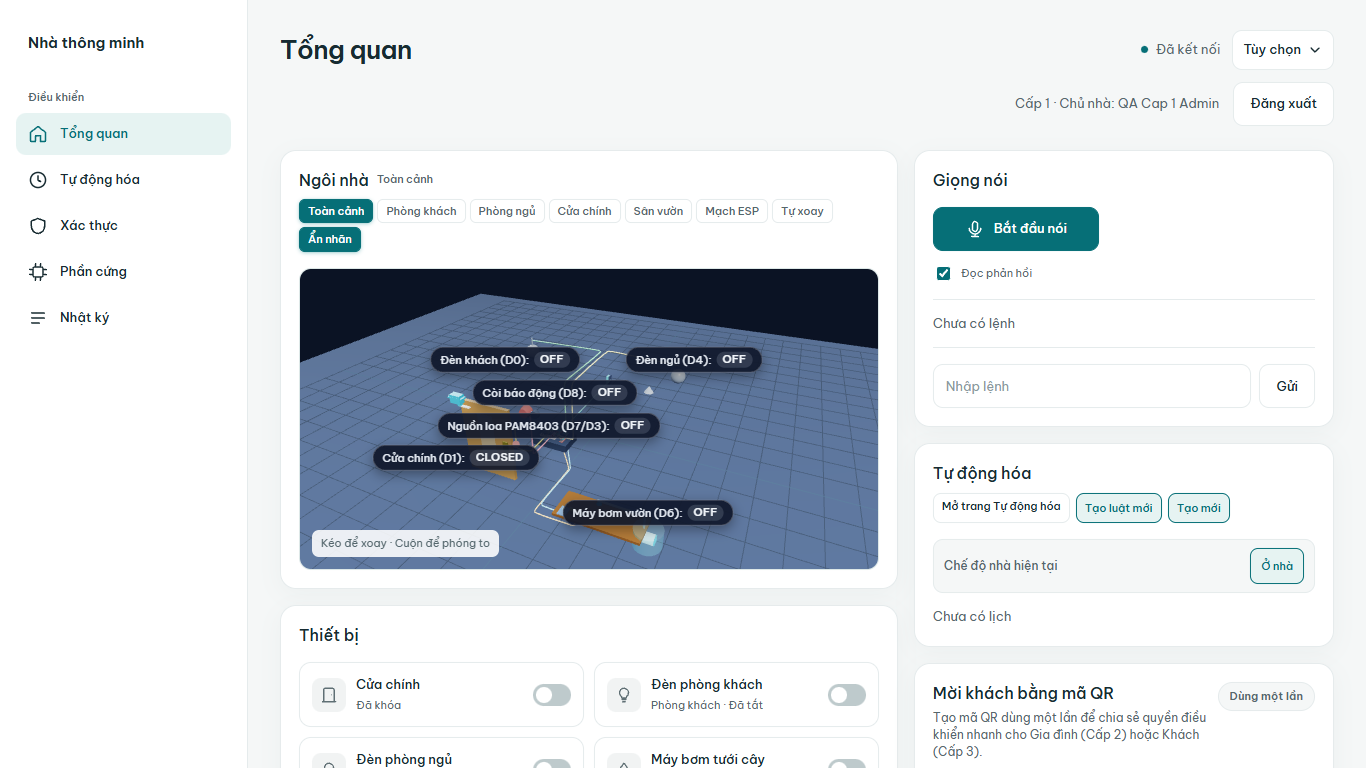 Nhà thông minh
Điều khiển
Tổng quan
Tự động hóa
Xác thực
Phần cứng
Nhật ký
Tổng quan
Đã kết nối
Tùy chọn
Cấp 1 · Chủ nhà: QA Cap 1 Admin
Đăng xuất
Ngôi nhà Toàn cảnh
Toàn cảnh Phòng khách Phòng ngủ Cửa chính Sân vườn Mạch ESP Tự xoay
Ẩn nhãn
Đèn khách (D0): OFF
Đèn ngủ (D4): OFF
Còi báo động (D8): OFF
Nguồn loa PAM8403 (D7/D3): OFF
Cửa chính (D1): CLOSED
Máy bơm vườn (D6): OFF
Kéo để xoay · Cuộn để phóng to
Thiết bị
Cửa chính
Đã khóa
Đèn phòng khách
Phòng khách · Đã tắt
Đèn phòng ngủ
Máy bơm tưới cây
Giọng nói
Bắt đầu nói
Đọc phản hồi
Chưa có lệnh
Nhập lệnh
Gửi
Tự động hóa
Mở trang Tự động hóa Tạo luật mới Tạo mới
Chế độ nhà hiện tại
Ở nhà
Chưa có lịch
Mời khách bằng mã QR
Dùng một lần
Tạo mã QR dùng một lần để chia sẻ quyền điều
khiển nhanh cho Gia đình (Cấp 2) hoặc Khách
(Cấp 3).